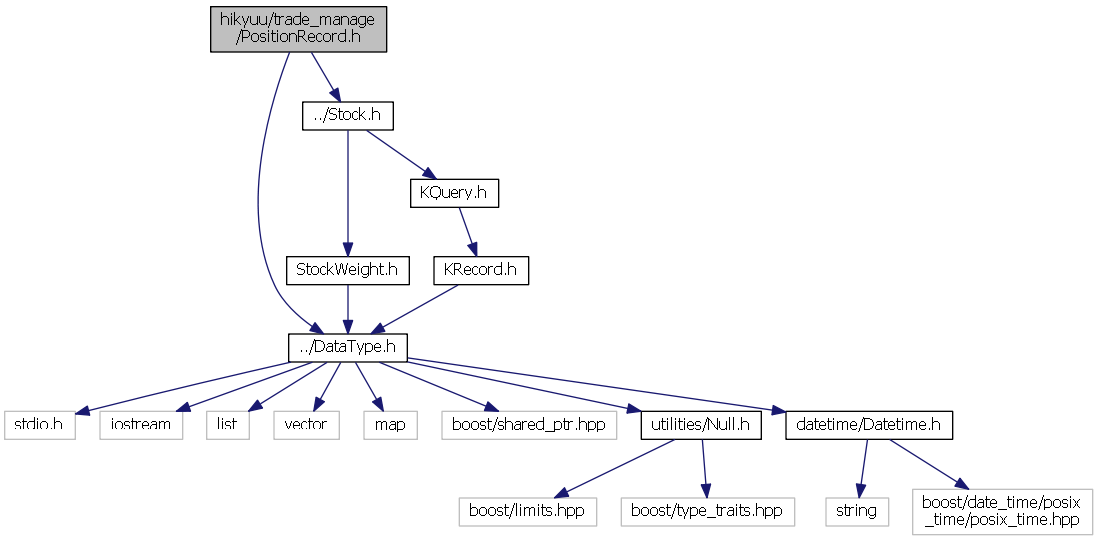 hikyuu/trade_manage
/PositionRecord.h
../Stock.h
KQuery.h
StockWeight.h
KRecord.h
../DataType.h
stdio.h
iostream
list
vector
map
boost/shared_ptr.hpp
utilities/Null.h
datetime/Datetime.h
boost/limits.hpp
boost/type_traits.hpp
string
boost/date_time/posix
_time/posix_time.hpp